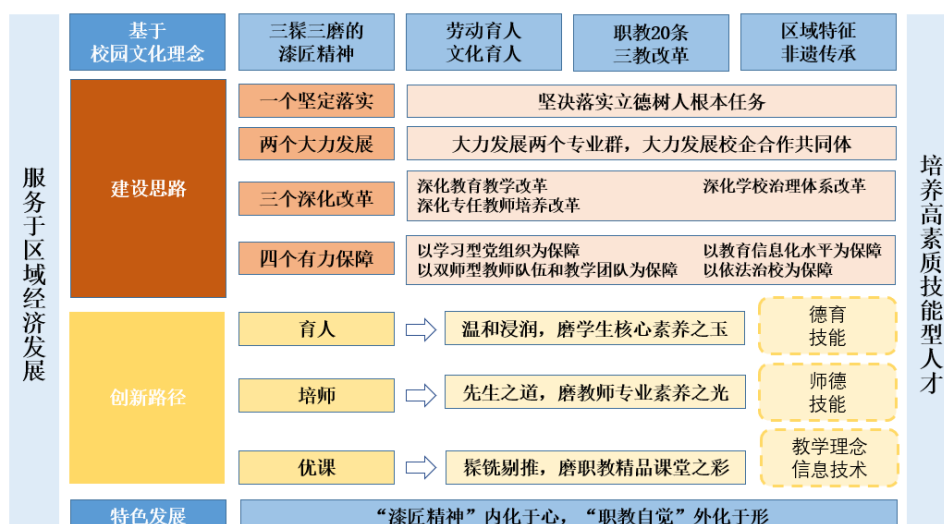 服务于区域经济发展
基于
校园文化理念
三髹三磨的
漆匠精神
劳动育人
文化育人
职教20条
三教改革
区域特征
非遗传承
建设思路
一个坚定落实
坚决落实立德树人根本任务
两个大力发展
大力发展两个专业群，大力发展校企合作共同体
三个深化改革
深化教育教学改革 深化学校治理体系改革
深化专任教师培养改革
四个有力保障
以学习型党组织为保障 以教育信息化水平为保障
以双师型教师队伍和教学团队为保障 以依法治校为保障
创新路径
育人
温和浸润，磨学生核心素养之玉
德育
技能
培师
先生之道，磨教师专业素养之光
师德
技能
优课
髹铣剔推，磨职教精品课堂之彩
教学理念
信息技术
特色发展
“漆匠精神”内化于心，“职教自觉”外化于形
培养高素质技能型人才